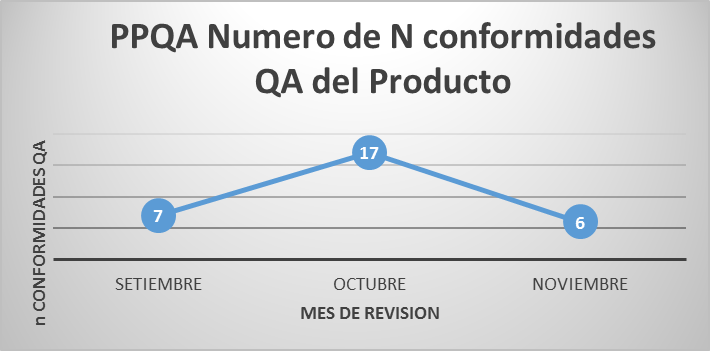 PPQA Numero de N conformidades
QA del Producto
n CONFORMIDADES QA
7
17
6
SETIEMBRE
OCTUBRE
NOVIEMBRE
MES DE REVISION